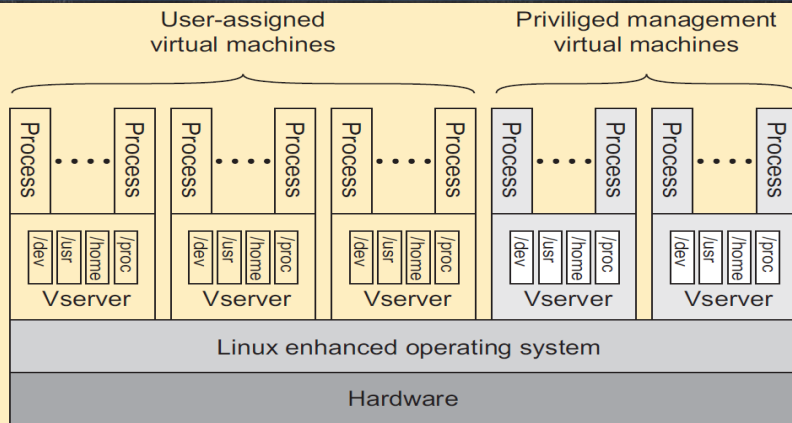 User-assigned
virtual machines
Priviliged management
virtual machines
Process
Process
Process
Process
Process
Process
Process
Process
Process
Process
/dev
/usr
/home
/proc
Vserver
/dev
/usr
/home
/proc
Vserver
/dev
/usr
/home
/proc
Vserver
/dev
/usr
/home
/proc
Vserver
/dev
/usr
/home
/proc
Vserver
Linux enhanced operating system
Hardware